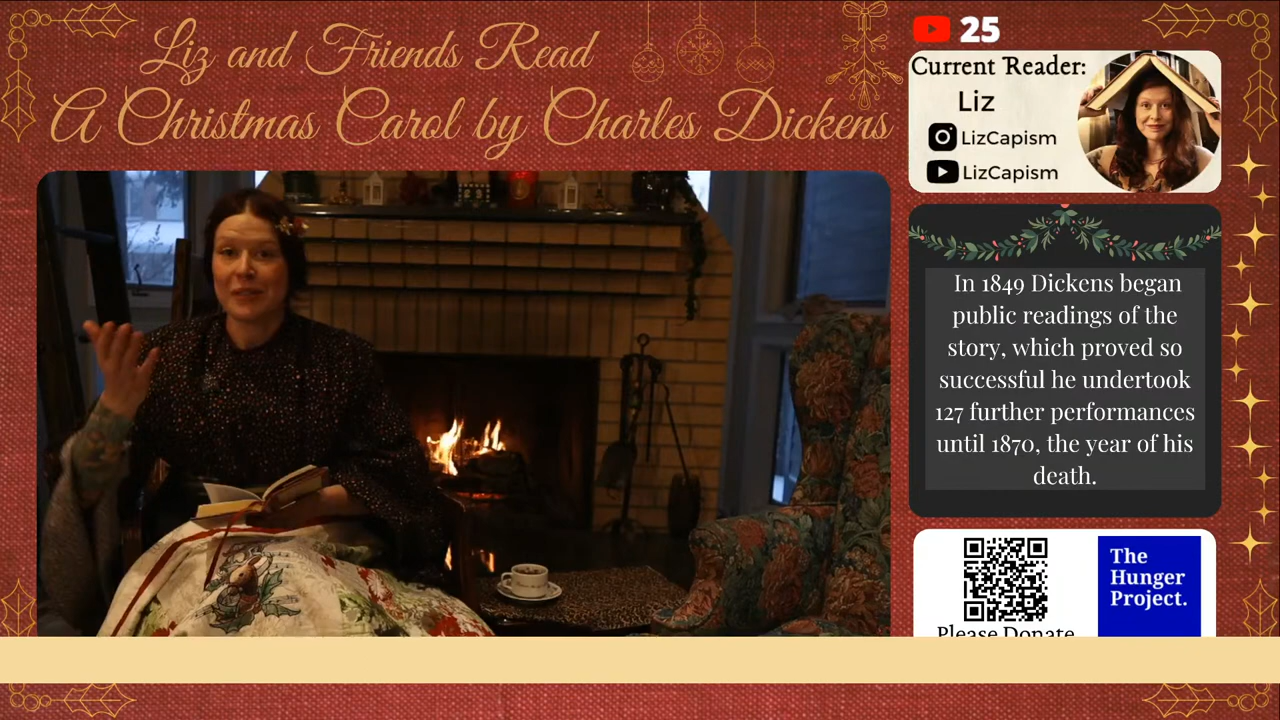 Liz and Friends Read
A Christmas Carol by Charles Dickens
25
Current Reader:
Liz
LizCapism
LizCapism
In 1849 Dickens began
public readings of the
story, which proved so
successful he undertook
127 further performances
until 1870, the year of his
death.
The
Hunger
Project.
Please Donate